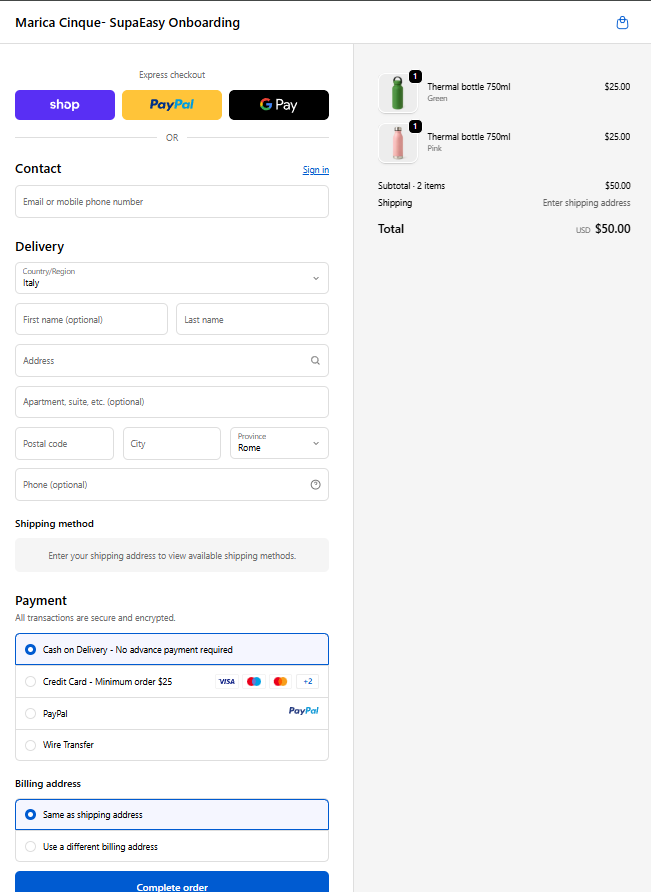 Marica Cinque- SupaEasy Onboarding
Express checkout
shop
PayPal
G Pay
OR
Contact
Sign in
Email or mobile phone number
Delivery
Country/Region
Italy
First name (optional)
Last name
Address
Apartment, suite, etc. (optional)
Postal code
City
Province
Rome
Phone (optional)
Shipping method
Enter your shipping address to view available shipping methods.
Payment
All transactions are secure and encrypted.
Cash on Delivery - No advance payment required
Credit Card - Minimum order $25
VISA
+2
PayPal
PayPal
Wire Transfer
Billing address
Same as shipping address
Use a different billing address
Complete order
1
Thermal bottle 750ml
$25.00
Green
1
Thermal bottle 750ml
$25.00
Pink
Subtotal · 2 items
$50.00
Shipping
Enter shipping address
Total
USD $50.00